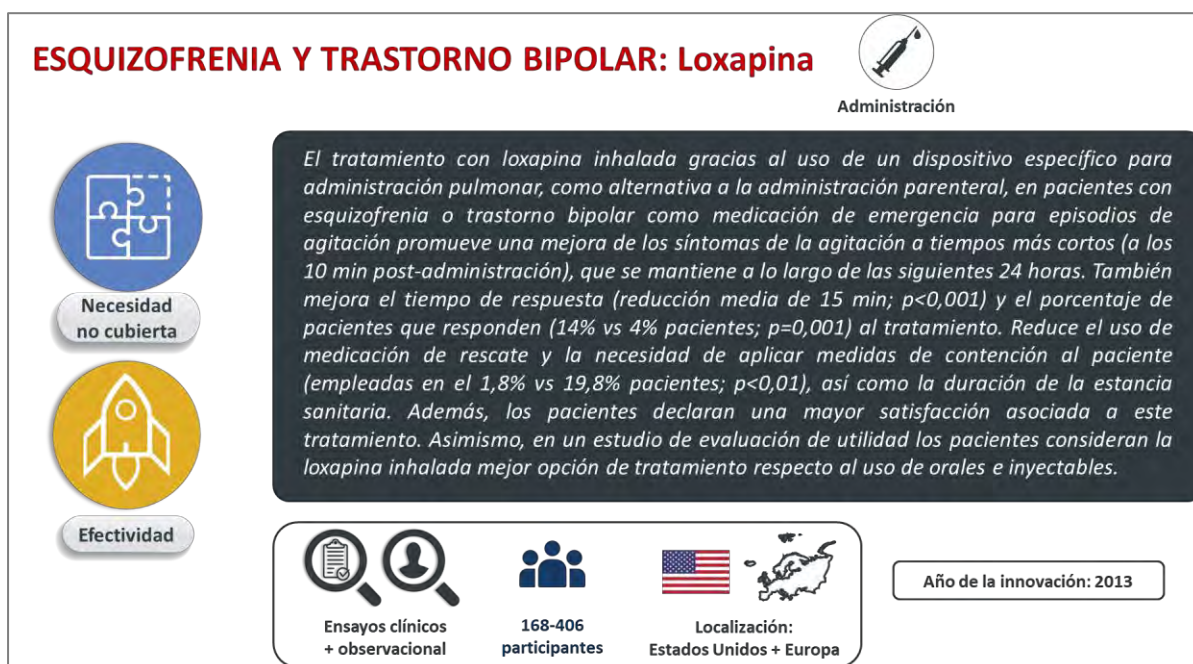 ESQUIZOFRENIA Y TRASTORNO BIPOLAR: Loxapina
Administración
El tratamiento con loxapina inhalada gracias al uso de un dispositivo específico para
administración pulmonar, como alternativa a la administración parenteral, en pacientes con
esquizofrenia o trastorno bipolar como medicación de emergencia para episodios de
agitación promueve una mejora de los síntomas de la agitación a tiempos más cortos (a los
10 min post-administración), que se mantiene a lo largo de las siguientes 24 horas. También
mejora el tiempo de respuesta (reducción media de 15 min; p<0,001) y el porcentaje de
pacientes que responden (14% vs 4% pacientes; p=0,001) al tratamiento. Reduce el uso de
medicación de rescate y la necesidad de aplicar medidas de contención al paciente
(empleadas en el 1,8% vs 19,8% pacientes; p<0,01), así como la duración de la estancia
sanitaria. Además, los pacientes declaran una mayor satisfacción asociada a este
tratamiento. Asimismo, en un estudio de evaluación de utilidad los pacientes consideran la
loxapina inhalada mejor opción de tratamiento respecto al uso de orales e inyectables.
Necesidad
no cubierta
Efectividad
Ensayos clínicos
+ observacional
168-406
participantes
Localización:
Estados Unidos + Europa
Año de la innovación: 2013